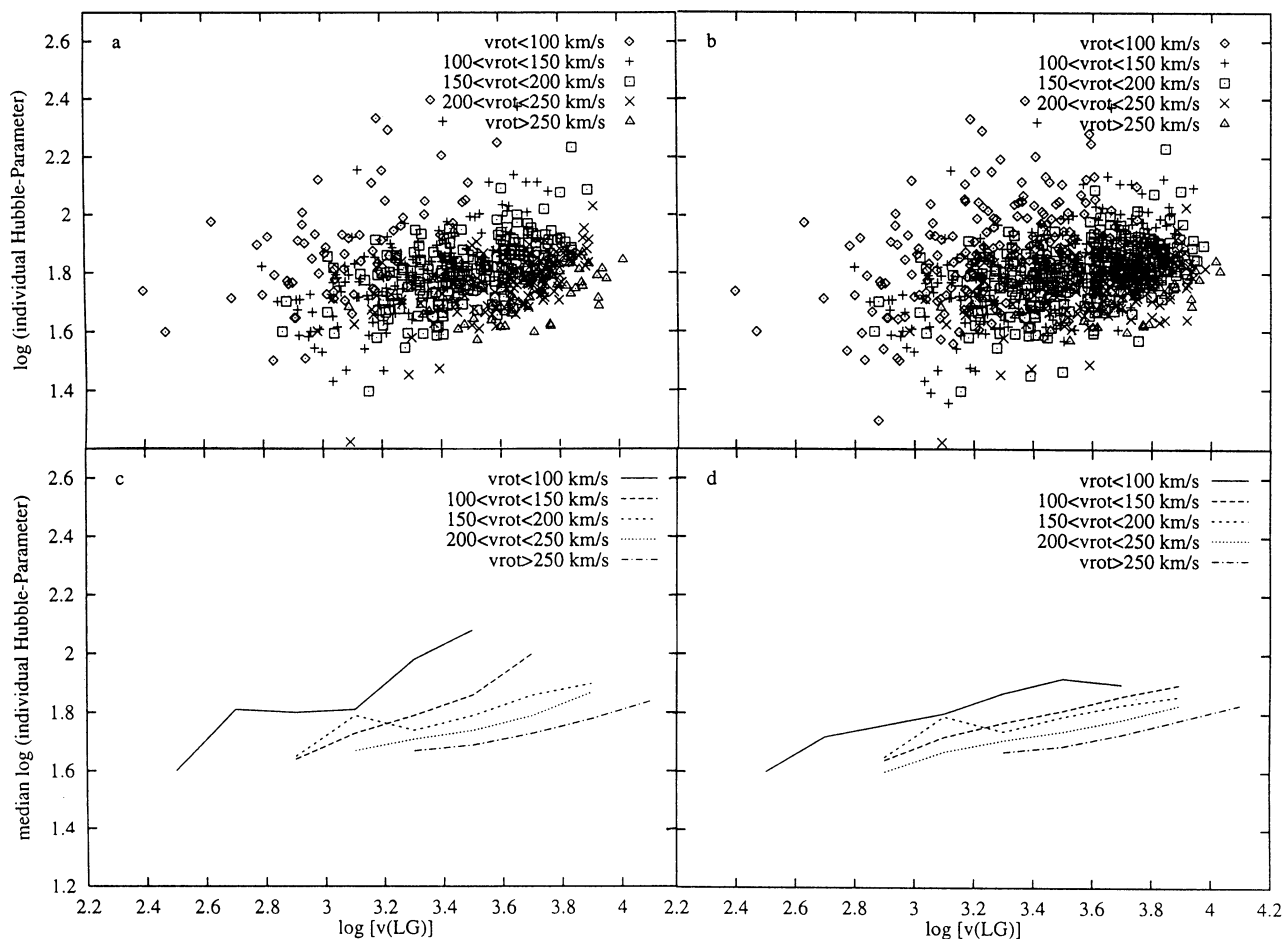 a
vrot<100 km/s
100<vrot<150 km/s
150<vrot<200 km/s
200<vrot<250 km/s
vrot>250 km/s
2.6
2.4
2.2
2
1.8
1.6
1.4
log (individual Hubble-Parameter)
b
vrot<100 km/s
100<vrot<150 km/s
150<vrot<200 km/s
200<vrot<250 km/s
vrot>250 km/s
c
vrot<100 km/s
100<vrot<150 km/s
150<vrot<200 km/s
200<vrot<250 km/s
vrot>250 km/s
2.6
2.4
2.2
2
1.8
1.6
1.4
1.2
median log (individual Hubble-Parameter)
2.2 2.4 2.6 2.8 3 3.2 3.4 3.6 3.8 4
log [v(LG)]
d
vrot<100 km/s
100<vrot<150 km/s
150<vrot<200 km/s
200<vrot<250 km/s
vrot>250 km/s
2.2 2.4 2.6 2.8 3 3.2 3.4 3.6 3.8 4 4.2
log [v(LG)]